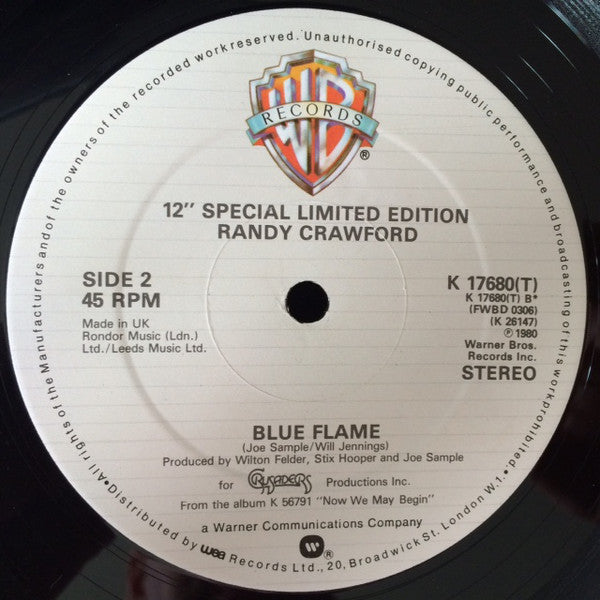 All rights of the Manufacturers and of the owners of the recorded work reserved. Unauthorised copying public performance and broadcasting of this work prohibited.
WB
RECORDS
®
12" SPECIAL LIMITED EDITION
RANDY CRAWFORD
SIDE 2
45 RPM
Made in UK
Rondor Music (Ldn.)
Ltd./Leeds Music Ltd.
K 17680(T)
K 17680(T) B*
(FWBD 0306)
(K 26147)
℗ 1980
Warner Bros.
Records Inc.
STEREO
BLUE FLAME
(Joe Sample/Will Jennings)
Produced by Wilton Felder, Stix Hooper and Joe Sample
for CRUSADERS Productions Inc.
From the album K 56791 "Now We May Begin"
a Warner Communications Company
•Distributed by wea Records Ltd., 20, Broadwick St. London W.1.•